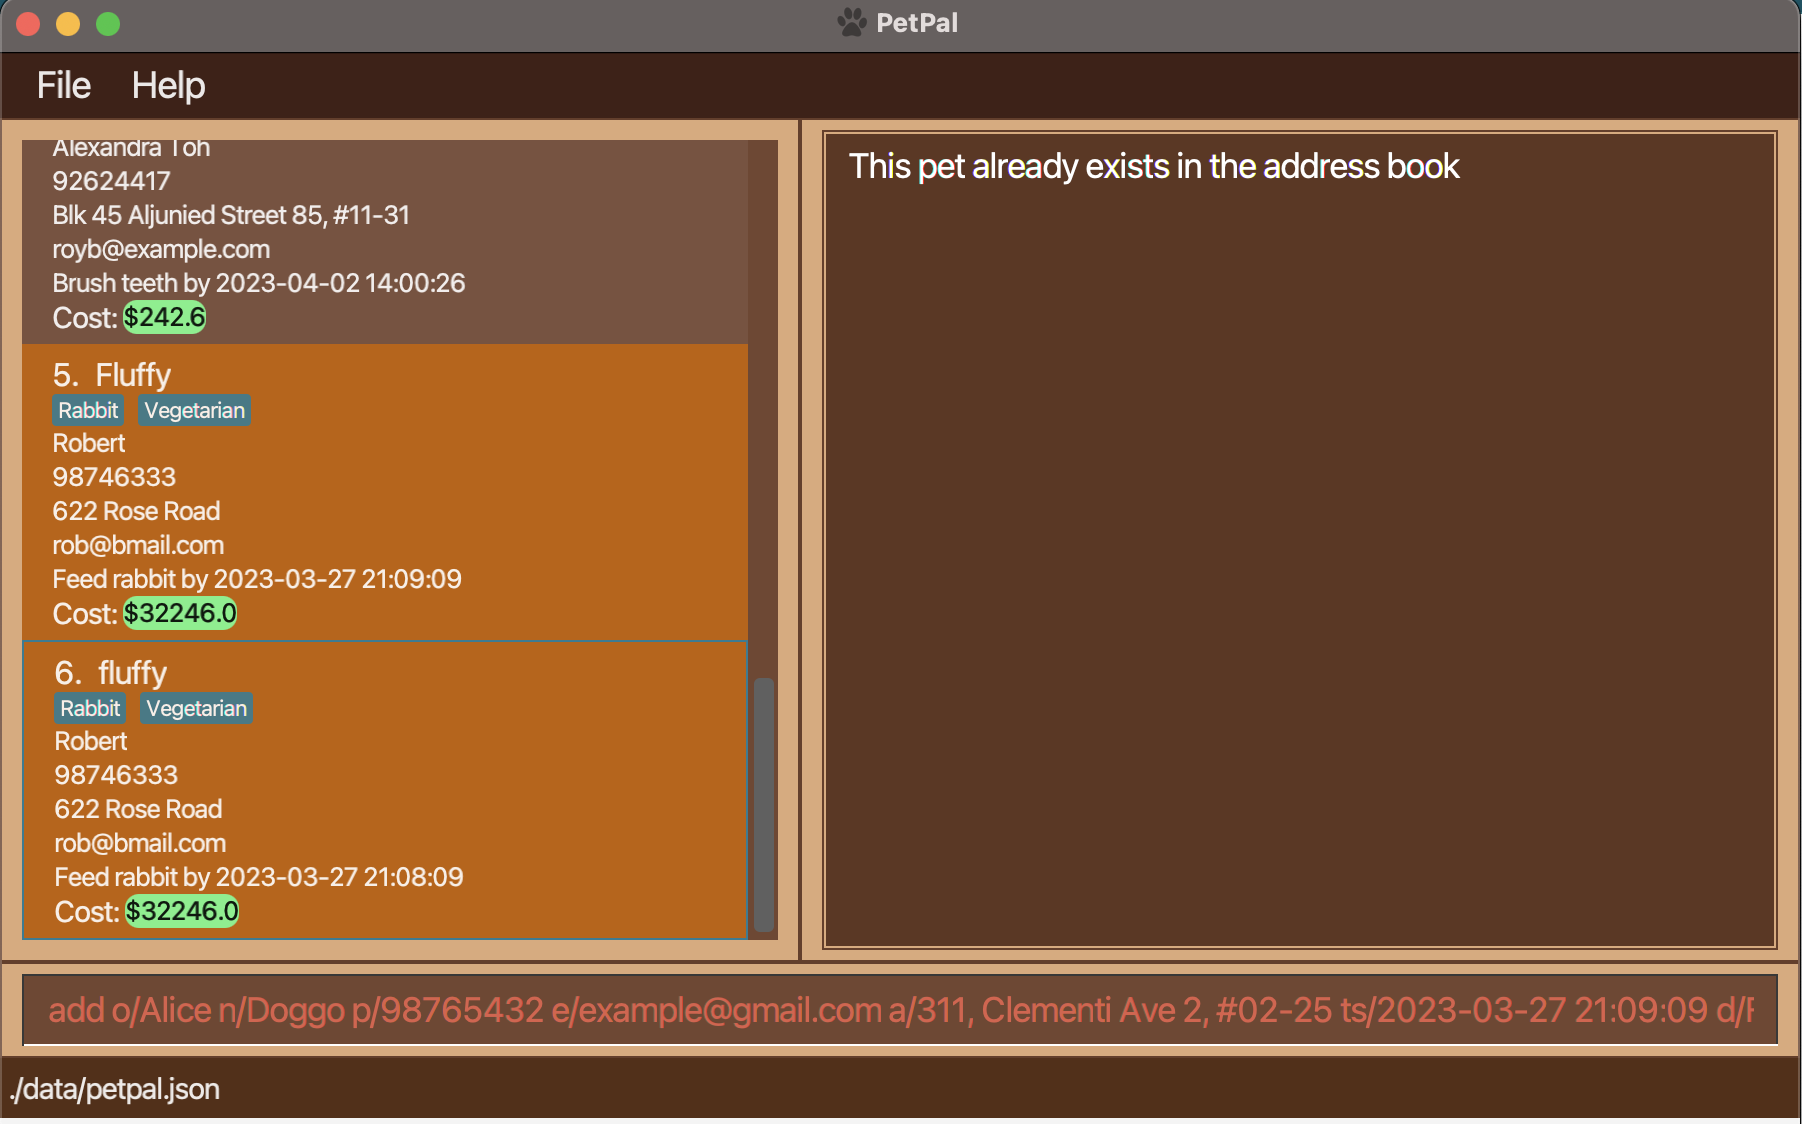 PetPal
File Help
Alexandra Toh
92624417
Blk 45 Aljunied Street 85, #11-31
royb@example.com
Brush teeth by 2023-04-02 14:00:26
Cost: $242.6
5. Fluffy
Rabbit Vegetarian
Robert
98746333
622 Rose Road
rob@bmail.com
Feed rabbit by 2023-03-27 21:09:09
Cost: $32246.0
6. fluffy
Rabbit Vegetarian
Robert
98746333
622 Rose Road
rob@bmail.com
Feed rabbit by 2023-03-27 21:08:09
Cost: $32246.0
This pet already exists in the address book
add o/Alice n/Doggo p/98765432 e/example@gmail.com a/311, Clementi Ave 2, #02-25 ts/2023-03-27 21:09:09 d/
./data/petpal.json